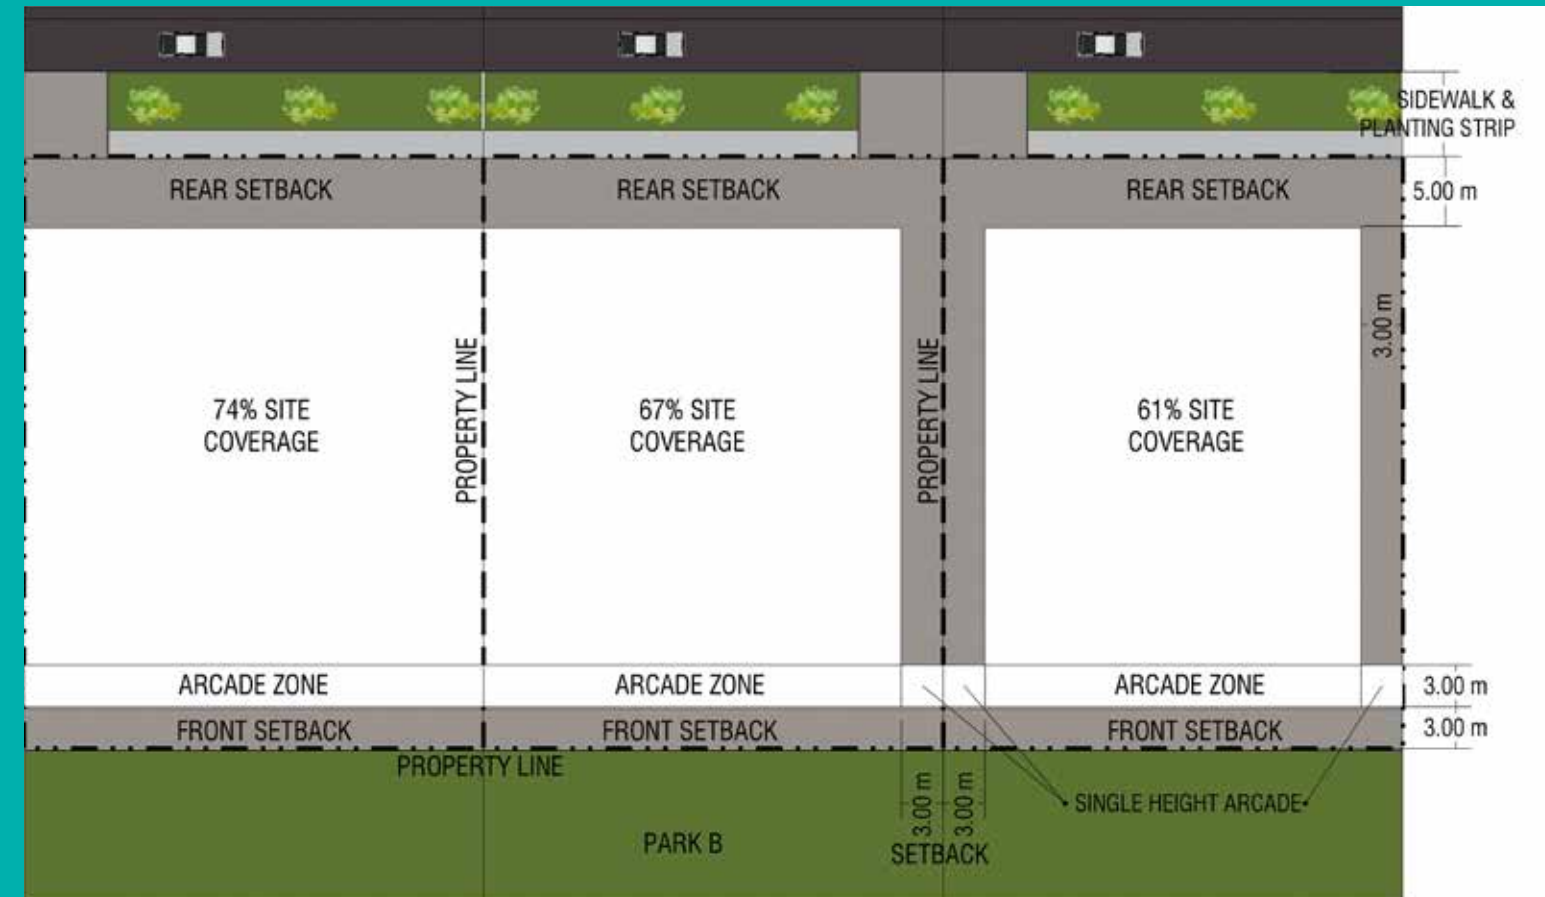 SIDEWALK &
PLANTING STRIP
REAR SETBACK
REAR SETBACK
REAR SETBACK
5.00 m
3.00 m
PROPERTY LINE
PROPERTY LINE
74% SITE
COVERAGE
67% SITE
COVERAGE
61% SITE
COVERAGE
ARCADE ZONE
ARCADE ZONE
ARCADE ZONE
3.00 m
FRONT SETBACK
FRONT SETBACK
FRONT SETBACK
3.00 m
PROPERTY LINE
3.00 m
3.00 m
SINGLE HEIGHT ARCADE
PARK B
SETBACK